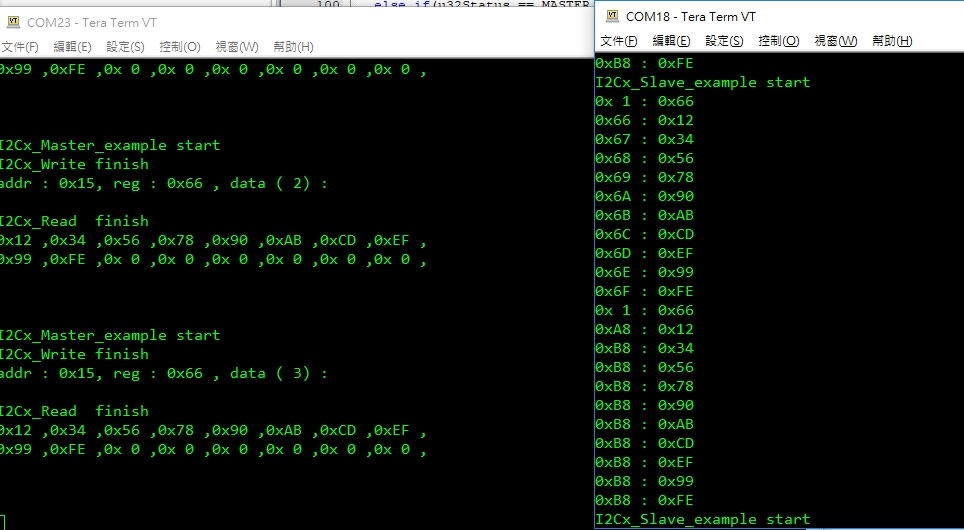 100 else if(u32Status == MASTER
COM23 - Tera Term VT
文件(F) 編輯(E) 設定(S) 控制(O) 視窗(W) 幫助(H)
0x99 ,0xFE ,0x 0 ,0x 0 ,0x 0 ,0x 0 ,0x 0 ,0x 0 ,
I2Cx_Master_example start
I2Cx_Write finish
addr : 0x15, reg : 0x66 , data ( 2) :
I2Cx_Read  finish
0x12 ,0x34 ,0x56 ,0x78 ,0x90 ,0xAB ,0xCD ,0xEF ,
0x99 ,0xFE ,0x 0 ,0x 0 ,0x 0 ,0x 0 ,0x 0 ,0x 0 ,
I2Cx_Master_example start
I2Cx_Write finish
addr : 0x15, reg : 0x66 , data ( 3) :
I2Cx_Read  finish
0x12 ,0x34 ,0x56 ,0x78 ,0x90 ,0xAB ,0xCD ,0xEF ,
0x99 ,0xFE ,0x 0 ,0x 0 ,0x 0 ,0x 0 ,0x 0 ,0x 0 ,
COM18 - Tera Term VT
文件(F) 編輯(E) 設定(S) 控制(O) 視窗(W) 幫助(H)
0xB8 : 0xFE
I2Cx_Slave_example start
0x 1 : 0x66
0x66 : 0x12
0x67 : 0x34
0x68 : 0x56
0x69 : 0x78
0x6A : 0x90
0x6B : 0xAB
0x6C : 0xCD
0x6D : 0xEF
0x6E : 0x99
0x6F : 0xFE
0x 1 : 0x66
0xA8 : 0x12
0xB8 : 0x34
0xB8 : 0x56
0xB8 : 0x78
0xB8 : 0x90
0xB8 : 0xAB
0xB8 : 0xCD
0xB8 : 0xEF
0xB8 : 0x99
0xB8 : 0xFE
I2Cx_Slave_example start